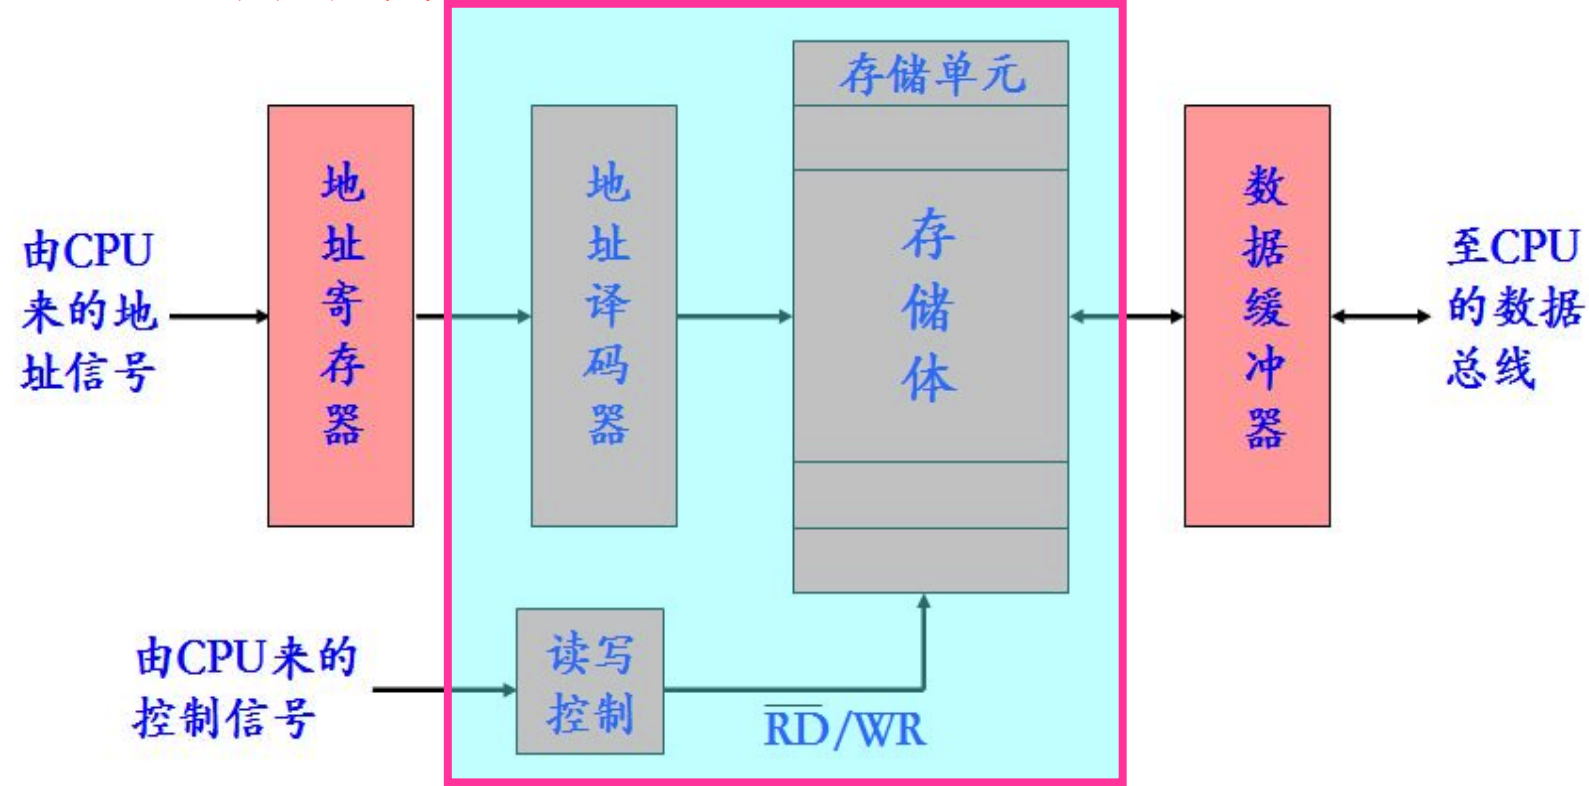 存储单元
地址寄存器
地址译码器
存储体
数据缓冲器
由CPU
来的地
址信号
至CPU
的数据
总线
由CPU来的
控制信号
读写
控制
R̅D̅/WR